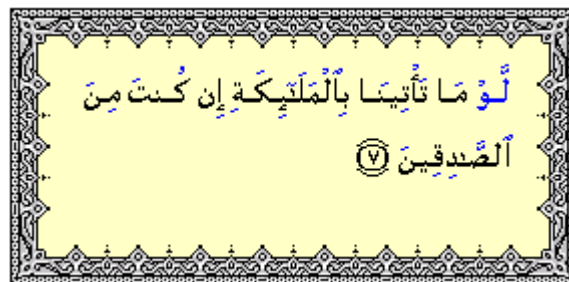 لَّوْ مَا تَأْتِينَا بِٱلْمَلَـٰٓئِكَةِ إِن كُنتَ مِنَ
ٱلصَّـٰدِقِينَ ٧